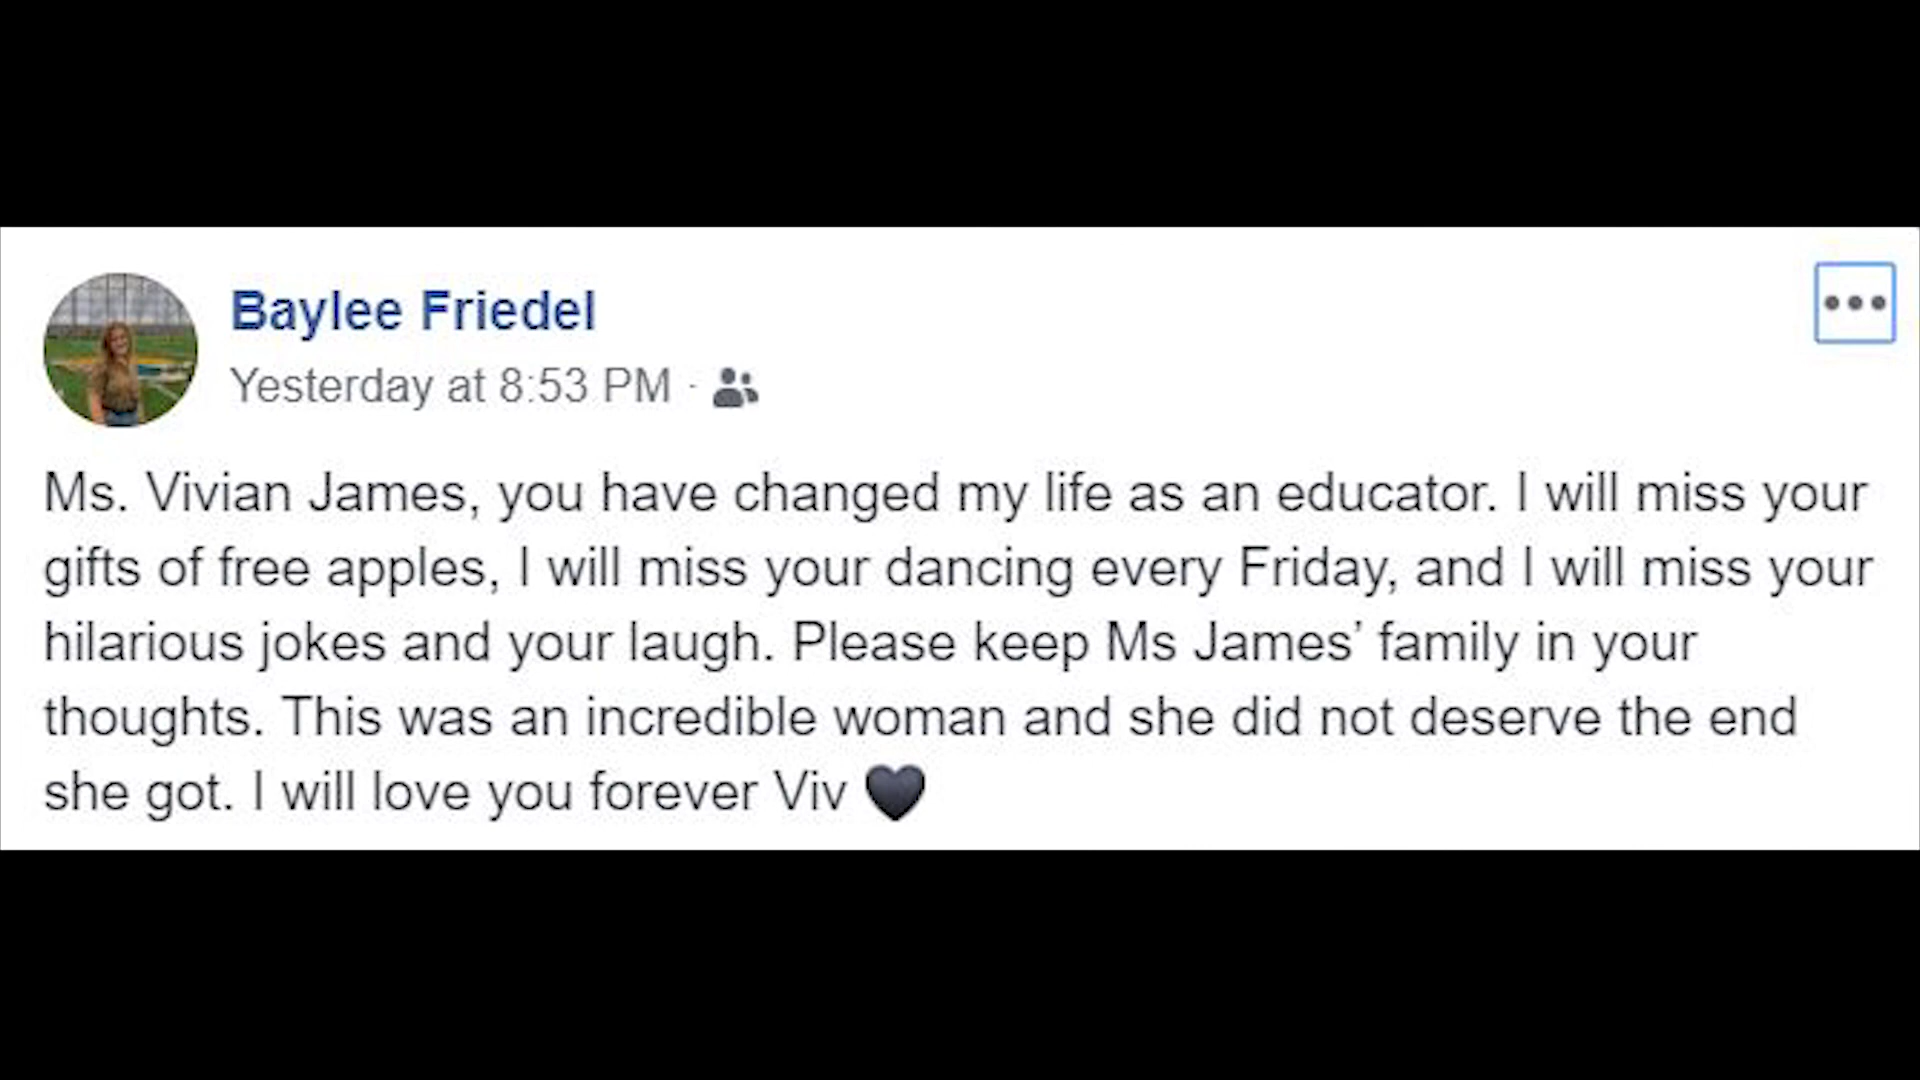 Baylee Friedel
Yesterday at 8:53 PM ·
Ms. Vivian James, you have changed my life as an educator. I will miss your
gifts of free apples, I will miss your dancing every Friday, and I will miss your
hilarious jokes and your laugh. Please keep Ms James’ family in your
thoughts. This was an incredible woman and she did not deserve the end
she got. I will love you forever Viv 🖤